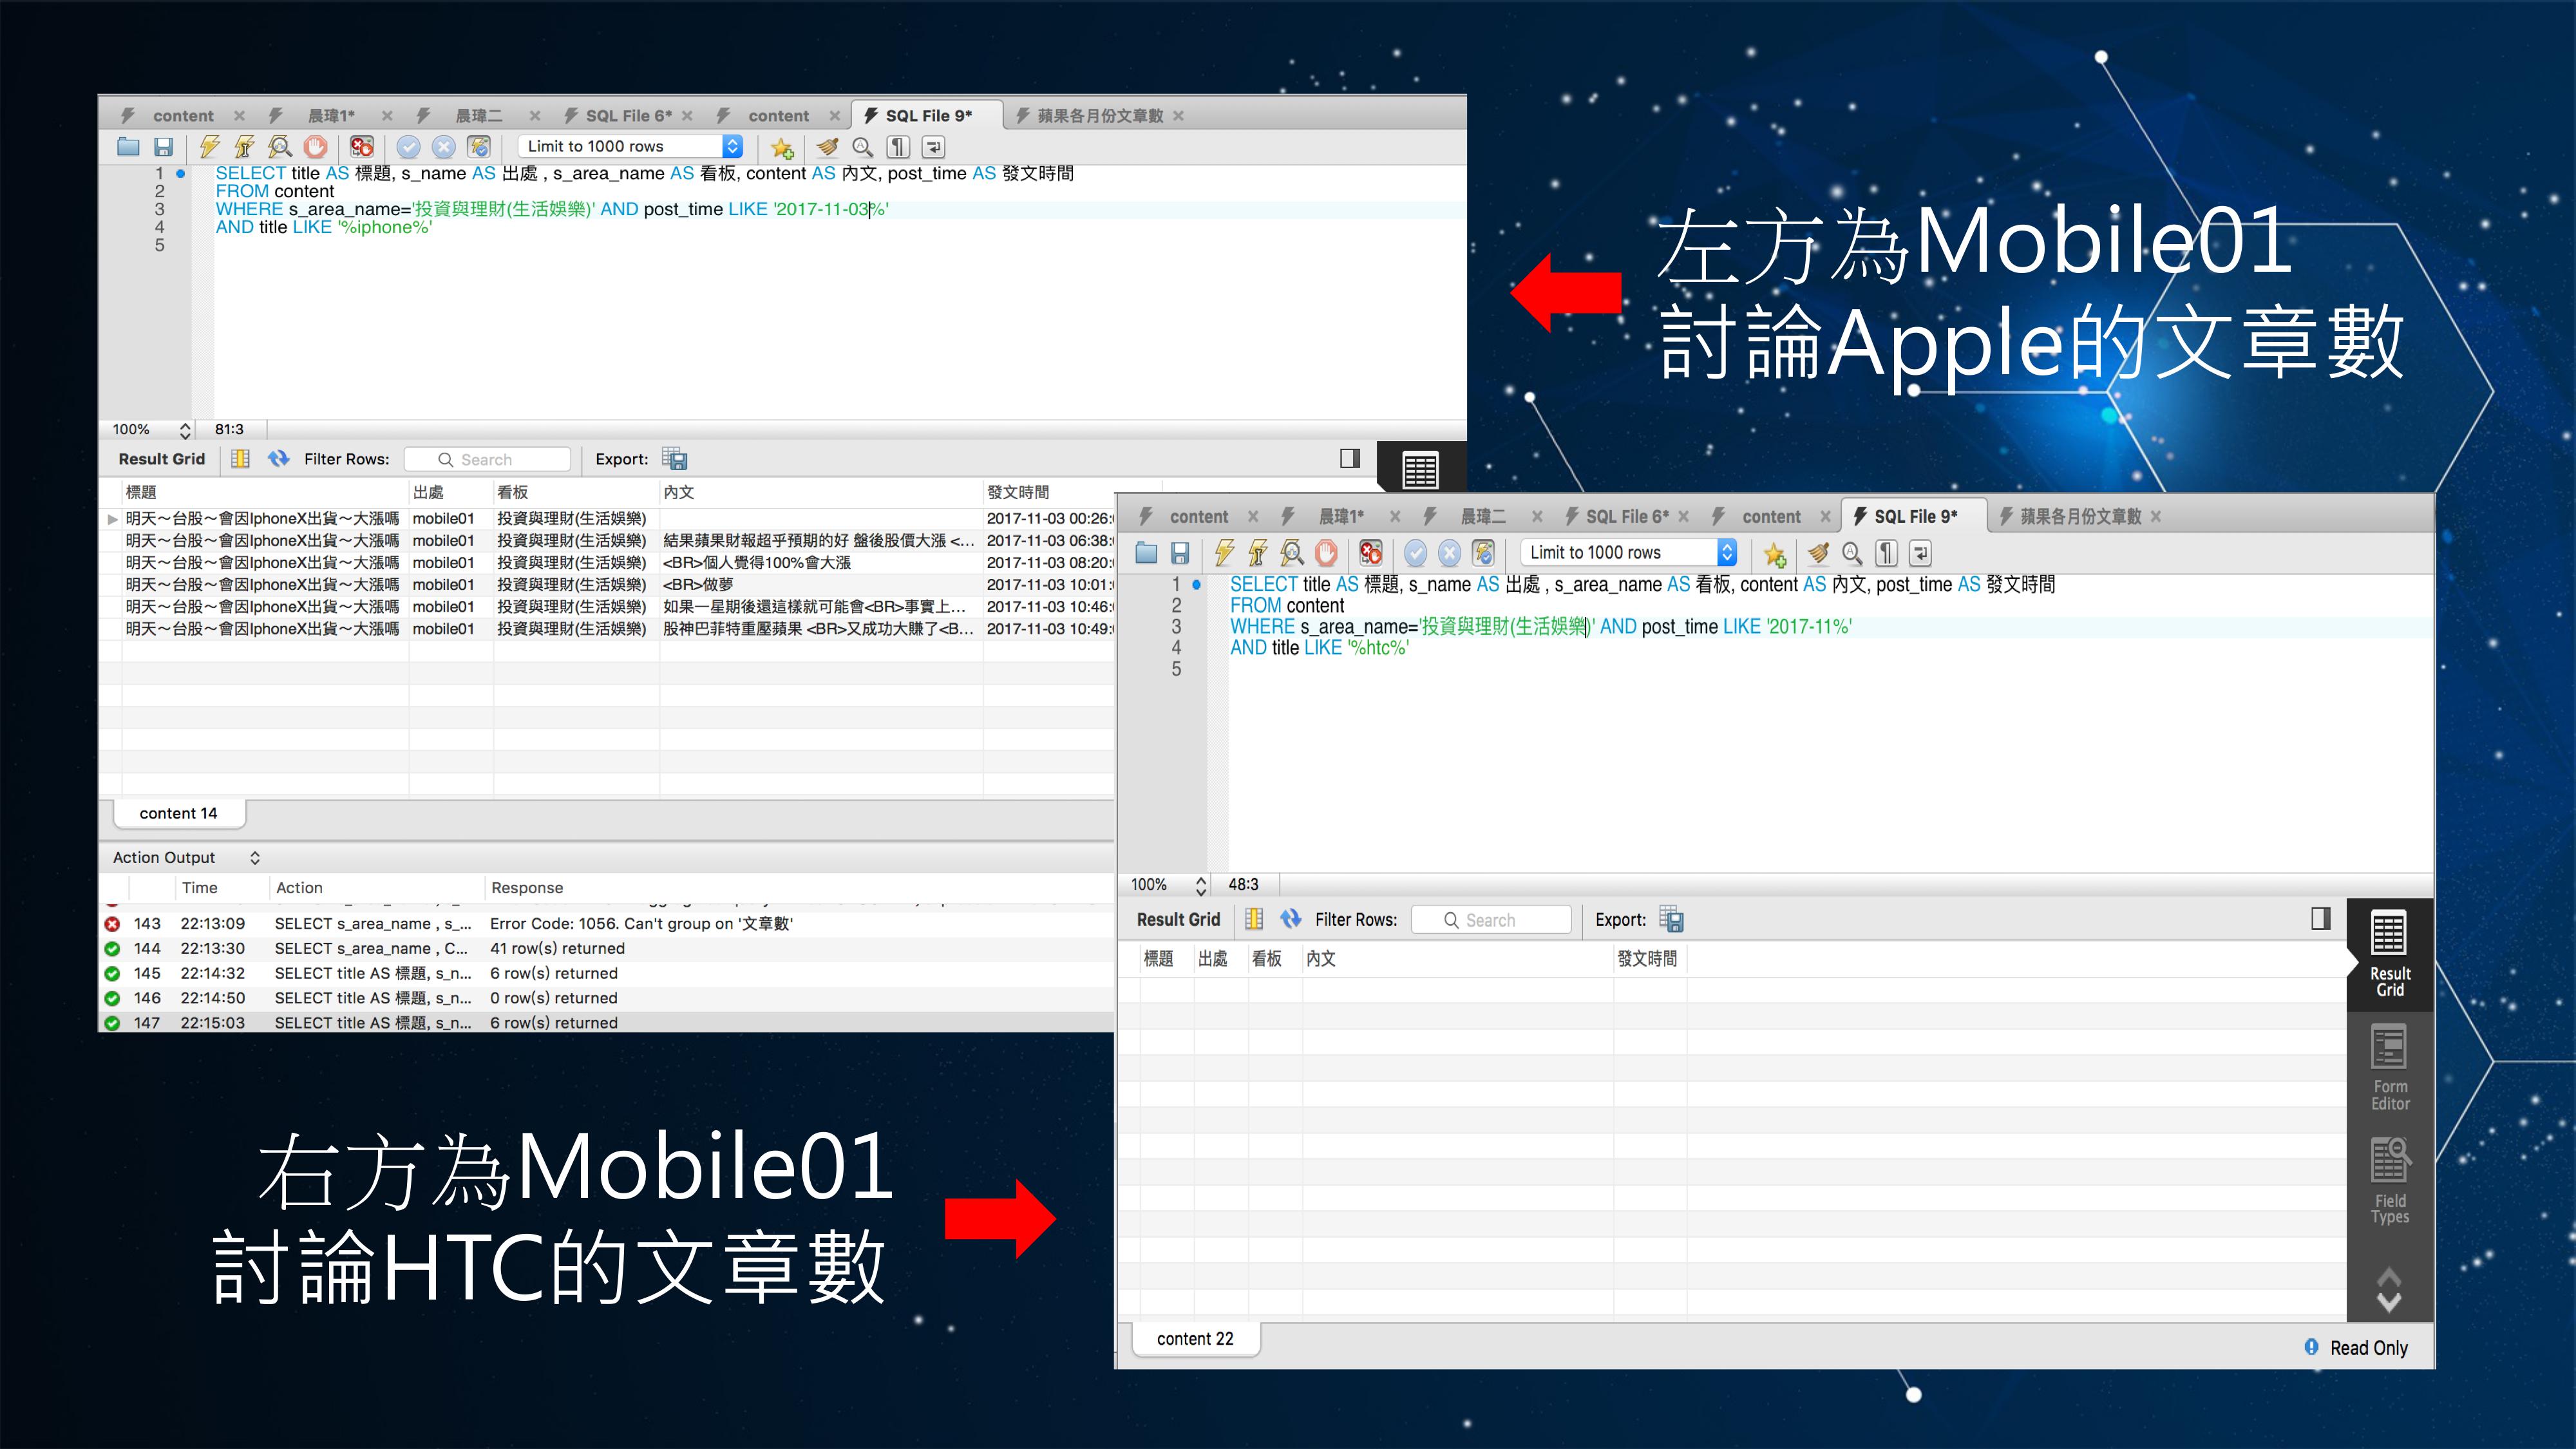 content 晨瑋1* 晨瑋二 SQL File 6* content SQL File 9* 蘋果各月份文章數
Limit to 1000 rows
1 SELECT title AS 標題, s_name AS 出處 , s_area_name AS 看板, content AS 內文, post_time AS 發文時間
2 FROM content
3 WHERE s_area_name='投資與理財(生活娛樂)' AND post_time LIKE '2017-11-03%'
4 AND title LIKE '%iphone%'
5
100% 81:3
Result Grid Filter Rows: Search Export:
標題 出處 看板 內文 發文時間
明天～台股～會因IphoneX出貨～大漲嗎 mobile01 投資與理財(生活娛樂) 2017-11-03 00:26:
明天～台股～會因IphoneX出貨～大漲嗎 mobile01 投資與理財(生活娛樂) 結果蘋果財報超乎預期的好 盤後股價大漲 <... 2017-11-03 06:38:
明天～台股～會因IphoneX出貨～大漲嗎 mobile01 投資與理財(生活娛樂) <BR>個人覺得100%會大漲 2017-11-03 08:20:
明天～台股～會因IphoneX出貨～大漲嗎 mobile01 投資與理財(生活娛樂) <BR>做夢 2017-11-03 10:01:
明天～台股～會因IphoneX出貨～大漲嗎 mobile01 投資與理財(生活娛樂) 如果一星期後還這樣就可能會<BR>事實上... 2017-11-03 10:46:
明天～台股～會因IphoneX出貨～大漲嗎 mobile01 投資與理財(生活娛樂) 股神巴菲特重壓蘋果 <BR>又成功大賺了<B... 2017-11-03 10:49:
content 14
Action Output
Time Action Response
143 22:13:09 SELECT s_area_name , s_... Error Code: 1056. Can't group on '文章數'
144 22:13:30 SELECT s_area_name , C... 41 row(s) returned
145 22:14:32 SELECT title AS 標題, s_n... 6 row(s) returned
146 22:14:50 SELECT title AS 標題, s_n... 0 row(s) returned
147 22:15:03 SELECT title AS 標題, s_n... 6 row(s) returned
左方為Mobile01
討論Apple的文章數
content 晨瑋1* 晨瑋二 SQL File 6* content SQL File 9* 蘋果各月份文章數
Limit to 1000 rows
1 SELECT title AS 標題, s_name AS 出處 , s_area_name AS 看板, content AS 內文, post_time AS 發文時間
2 FROM content
3 WHERE s_area_name='投資與理財(生活娛樂)' AND post_time LIKE '2017-11%'
4 AND title LIKE '%htc%'
5
100% 48:3
Result Grid Filter Rows: Search Export:
標題 出處 看板 內文 發文時間
Result
Grid
Form
Editor
Field
Types
content 22
Read Only
右方為Mobile01
討論HTC的文章數